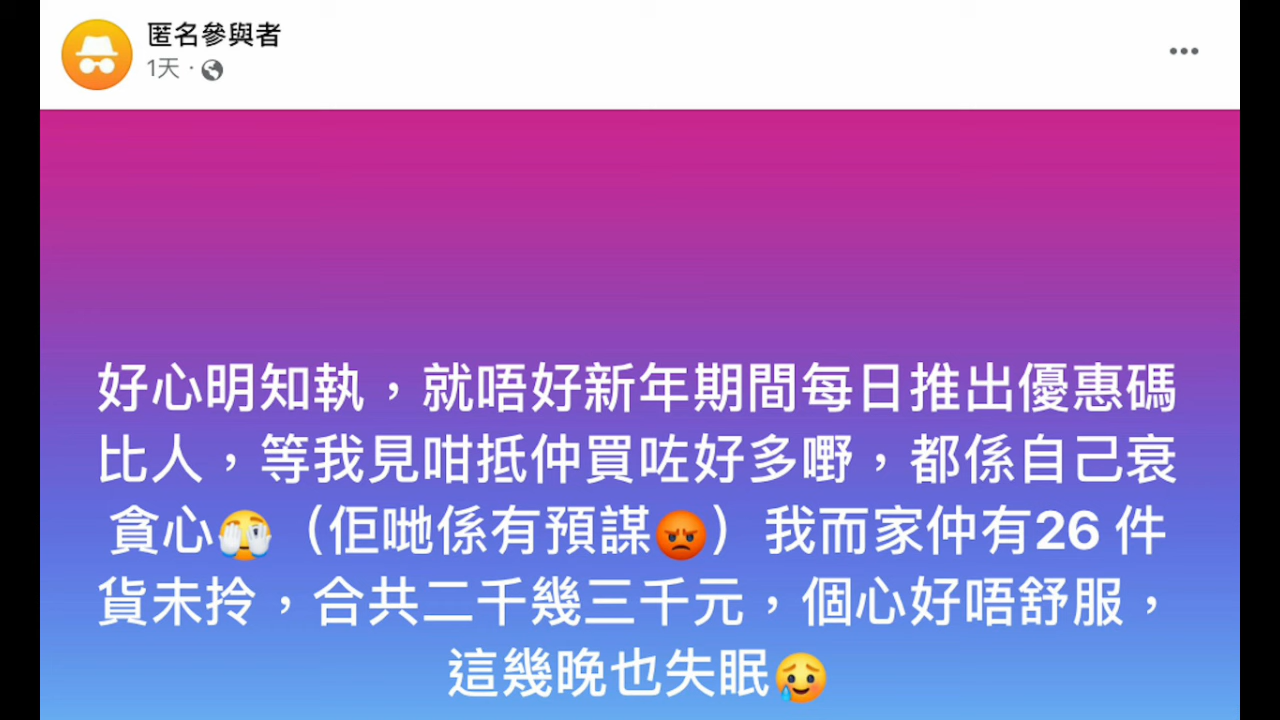 匿名參與者
1天 ·
好心明知執，就唔好新年期間每日推出優惠碼
比人，等我見咁抵仲買咗好多嘢，都係自己衰
貪心🫣（佢哋係有預謀😡）我而家仲有26 件
貨未拎，合共二千幾三千元，個心好唔舒服，
這幾晚也失眠🥲